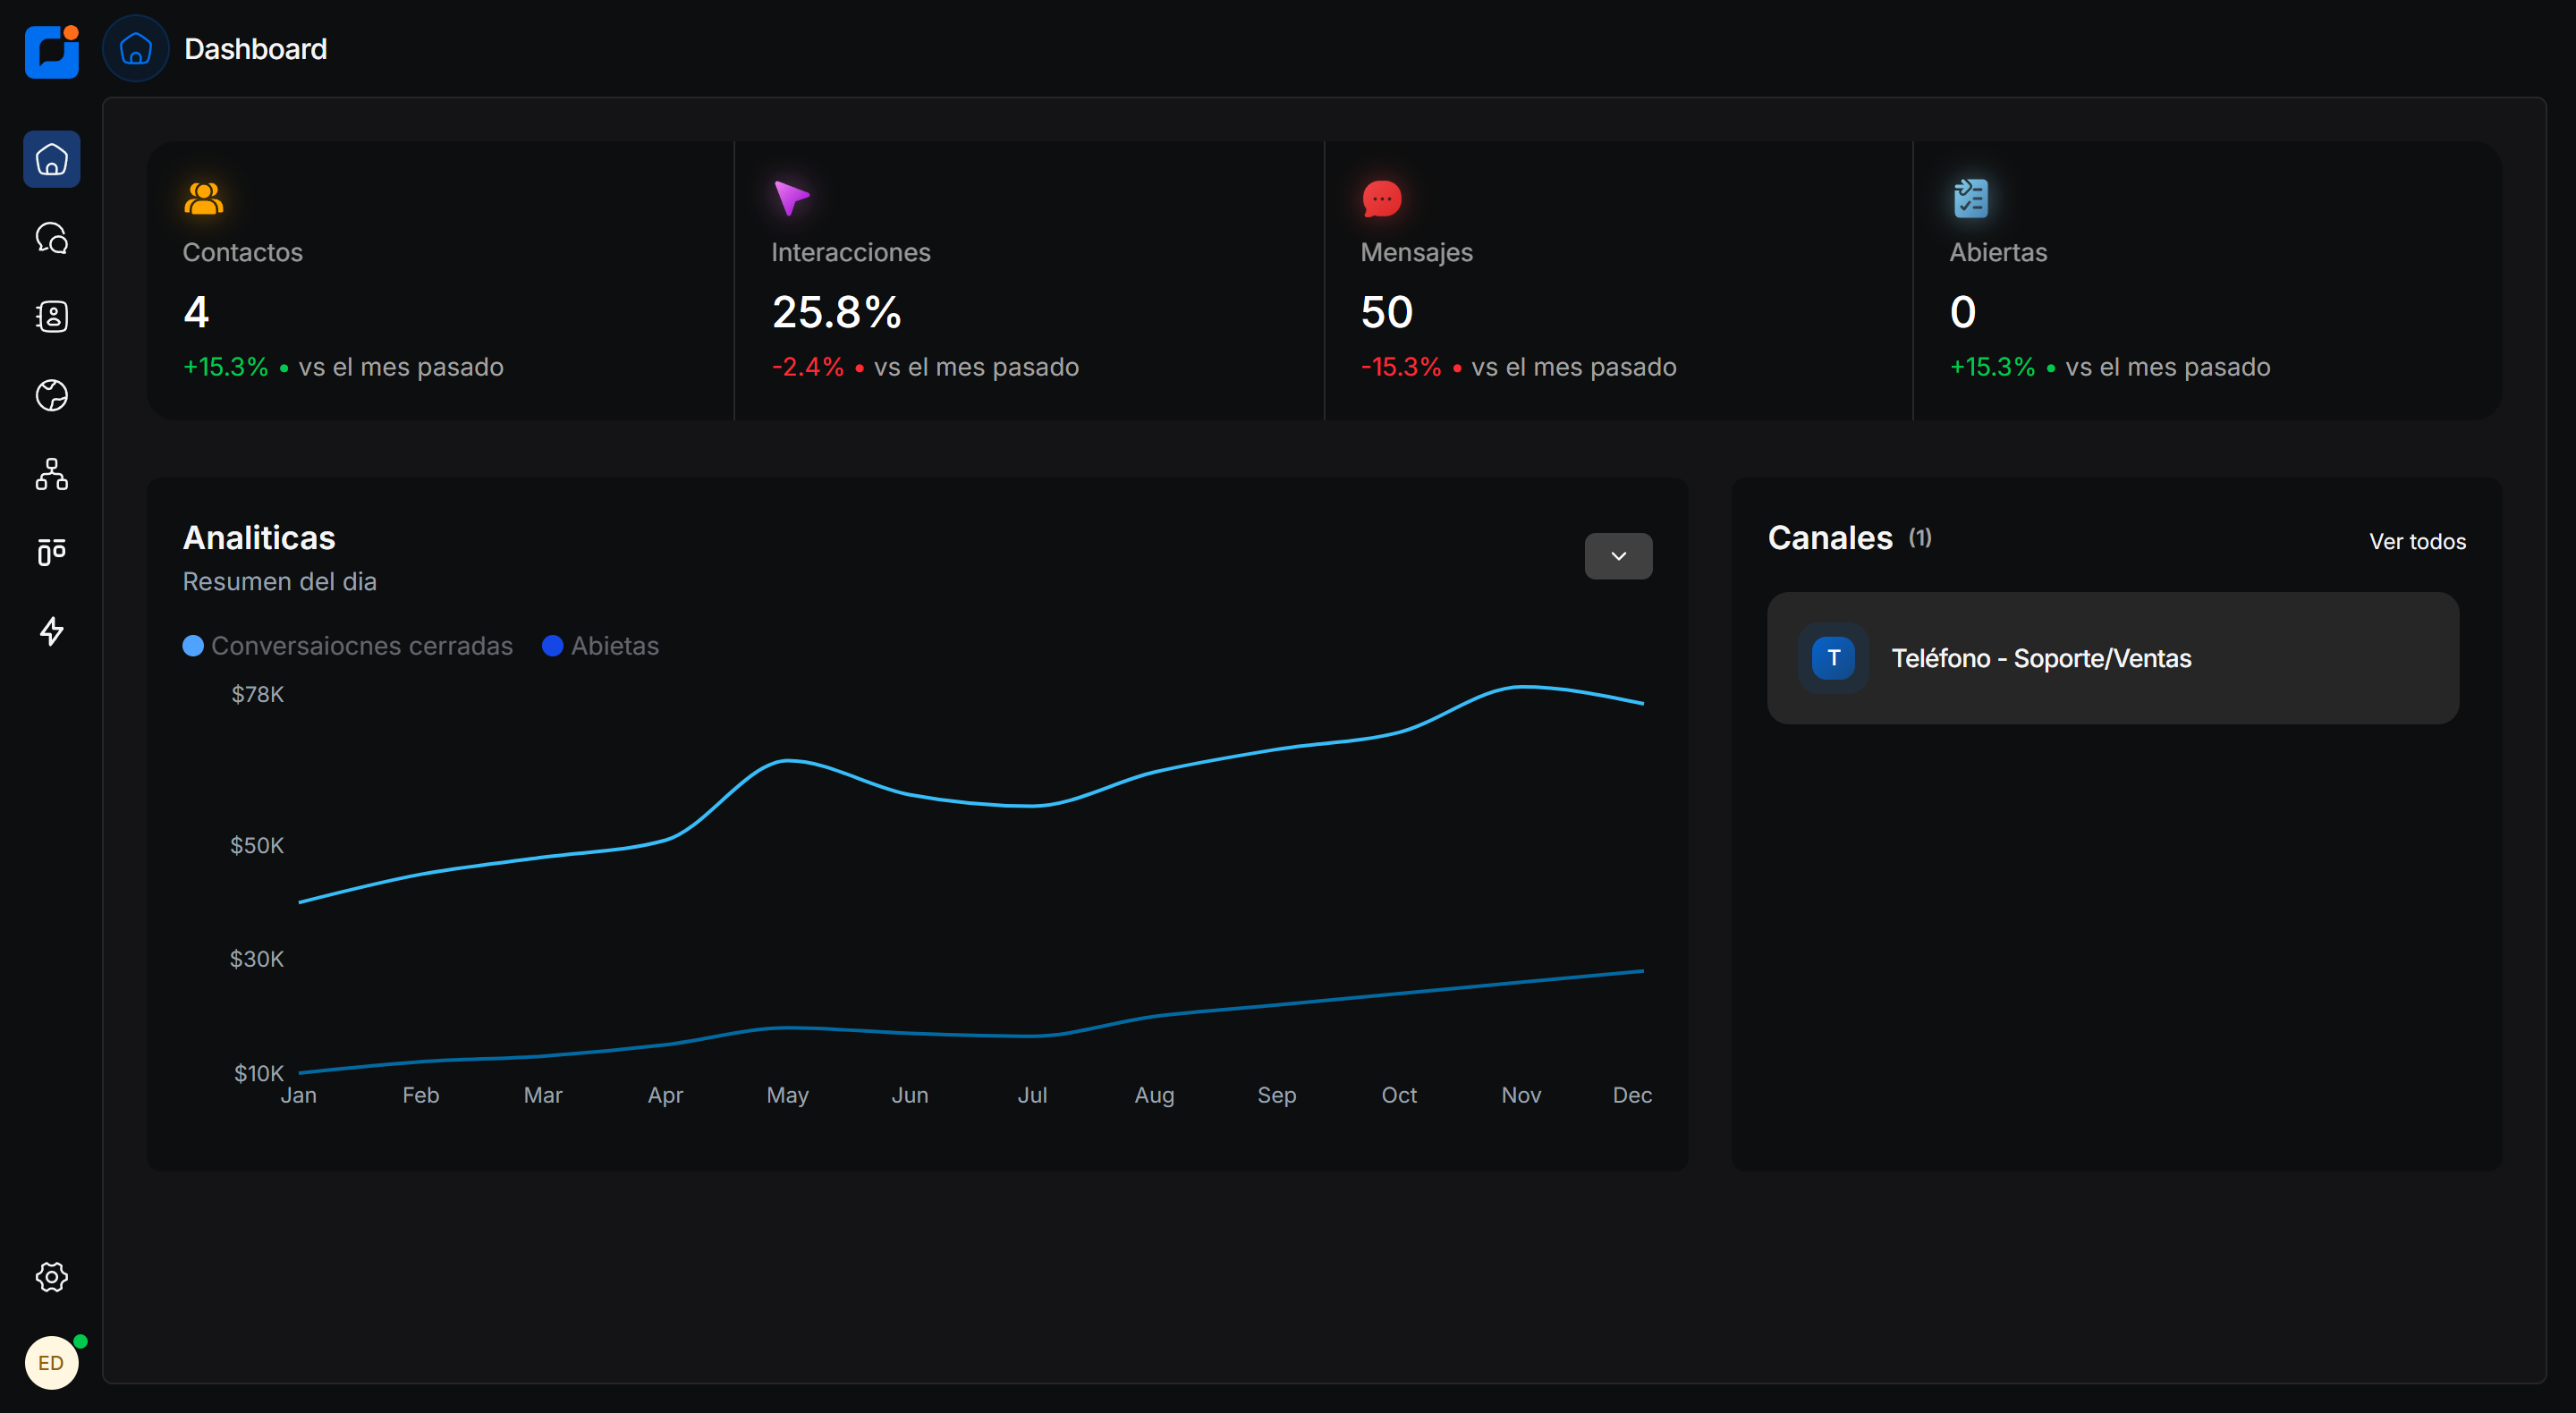 Dashboard
Contactos
4
+15.3% • vs el mes pasado
Interacciones
25.8%
-2.4% • vs el mes pasado
Mensajes
50
-15.3% • vs el mes pasado
Abiertas
0
+15.3% • vs el mes pasado
Analiticas
Resumen del dia
Conversaiocnes cerradas Abietas
$78K
$50K
$30K
$10K
Jan Feb Mar Apr May Jun Jul Aug Sep Oct Nov Dec
Canales (1)
Ver todos
T Teléfono - Soporte/Ventas
ED